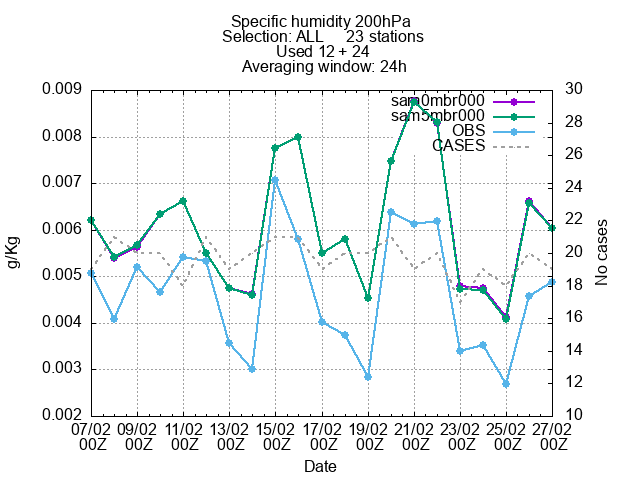 Specific humidity 200hPa
Selection: ALL 23 stations
Used 12 + 24
Averaging window: 24h
0.009
0.008
0.007
0.006
0.005
0.004
0.003
0.002
g/Kg
sam0mbr000
sam5mbr000
OBS
CASES
30
28
26
24
22
20
18
16
14
12
10
No cases
07/02 09/02 11/02 13/02 15/02 17/02 19/02 21/02 23/02 25/02 27/02
00Z 00Z 00Z 00Z 00Z 00Z 00Z 00Z 00Z 00Z 00Z
Date